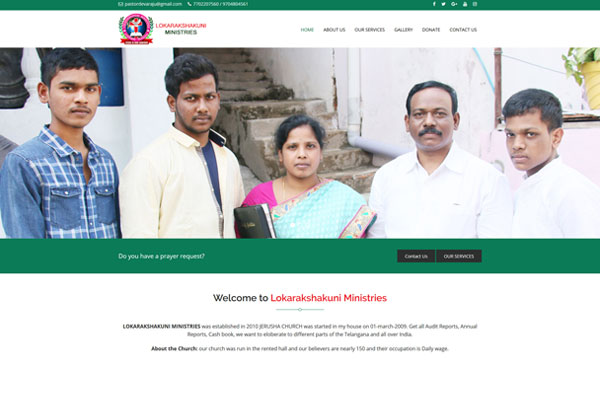 pastordevaraju@gmail.com 7702207560 / 9704804561
LOKARAKSHAKUNI
MINISTRIES
HOME ABOUT US OUR SERVICES GALLERY DONATE CONTACT US
Do you have a prayer request?
Contact Us OUR SERVICES
Welcome to Lokarakshakuni Ministries
LOKARAKSHAKUNI MINISTRIES was established in 2010 JERUSHA CHURCH was started in my house on 01-march-2009. Get all Audit Reports, Annual
Reports, Cash book, we want to eloberate to different parts of the Telangana and all over India.
About the Church: our church was run in the rented hall and our believers are nearly 150 and their occupation is Daily wage.